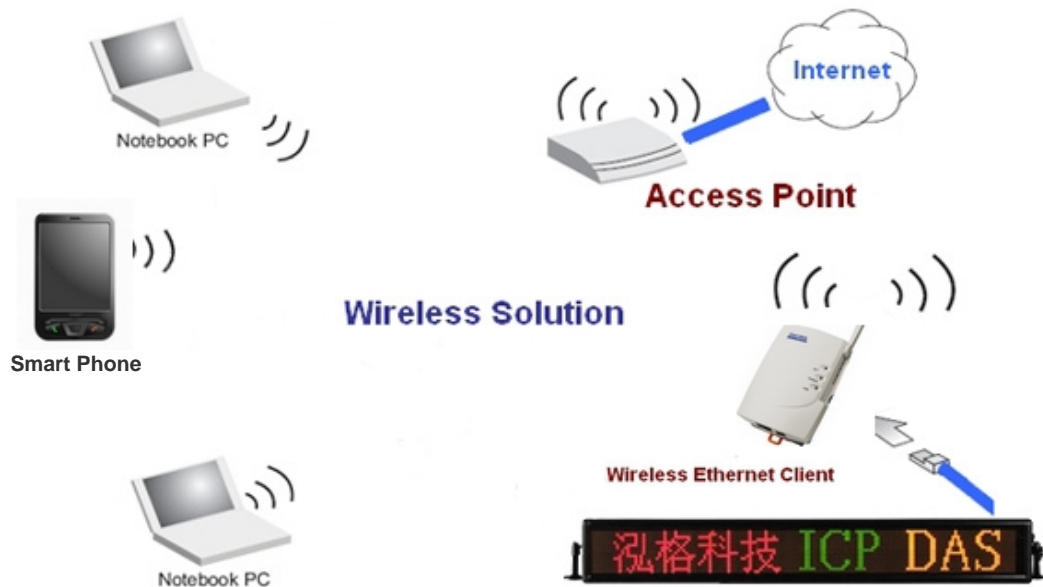 Internet
Notebook PC
Access Point
Wireless Solution
Smart Phone
Wireless Ethernet Client
泓格科技 ICP DAS
Notebook PC